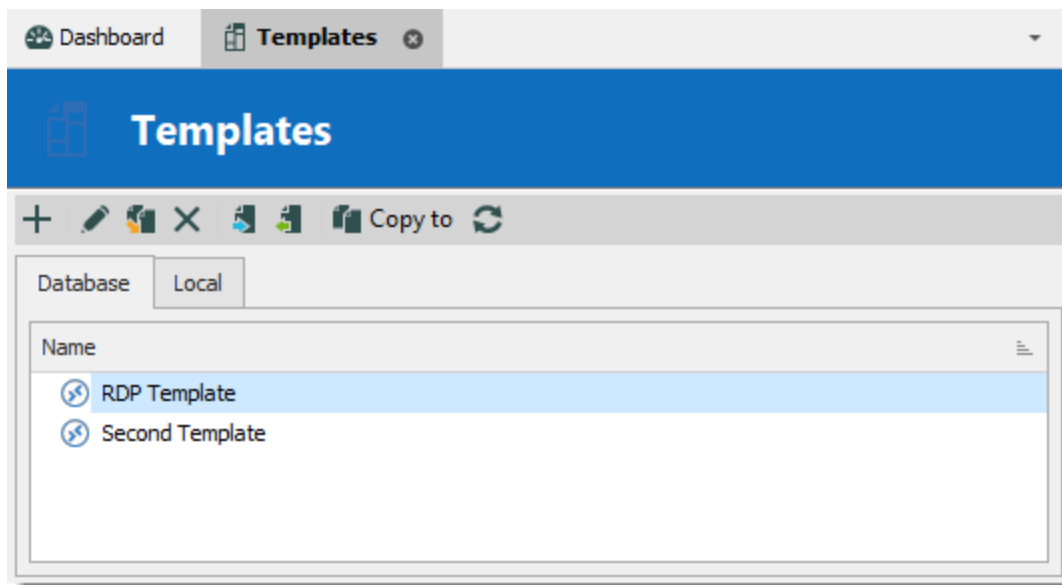 Dashboard Templates
Templates
Copy to
Database Local
Name
RDP Template
Second Template